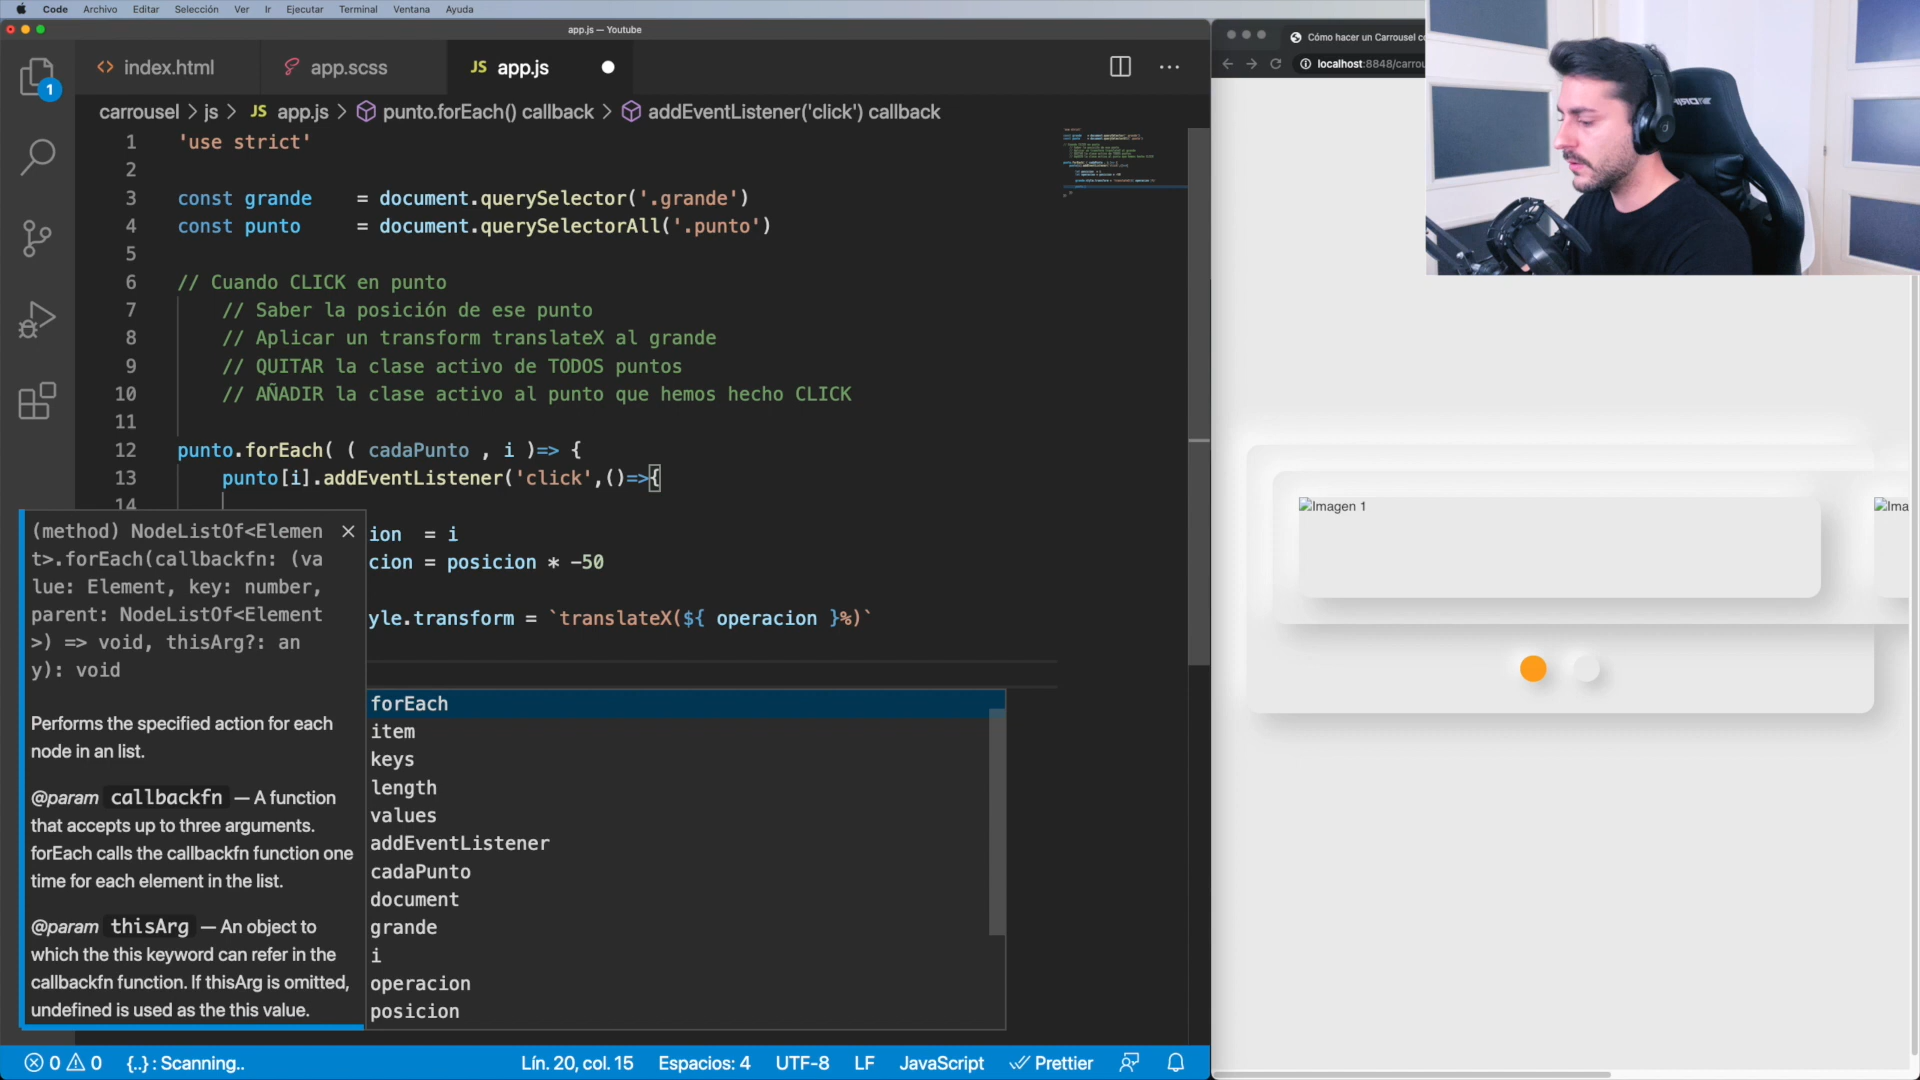 Code Archivo Editar Selección Ver Ir Ejecutar Terminal Ventana Ayuda
app.js — Youtube
index.html
app.scss
JS app.js
carrousel > js > JS app.js > punto.forEach() callback > addEventListener('click') callback
1 'use strict'
2
3 const grande = document.querySelector('.grande')
4 const punto = document.querySelectorAll('.punto')
5
6 // Cuando CLICK en punto
7 // Saber la posición de ese punto
8 // Aplicar un transform translateX al grande
9 // QUITAR la clase activo de TODOS puntos
10 // AÑADIR la clase activo al punto que hemos hecho CLICK
11
12 punto.forEach( ( cadaPunto , i )=> {
13 punto[i].addEventListener('click',()=>{
14
ion = i
cion = posicion * -50
yle.transform = `translateX(${ operacion }%)`
1
(method) NodeListOf<Elemen
t>.forEach(callbackfn: (va
lue: Element, key: number,
parent: NodeListOf<Element
>) => void, thisArg?: an
y): void
Performs the specified action for each
node in an list.
@param callbackfn — A function
that accepts up to three arguments.
forEach calls the callbackfn function one
time for each element in the list.
@param thisArg — An object to
which the this keyword can refer in the
callbackfn function. If thisArg is omitted,
undefined is used as the this value.
forEach
item
keys
length
values
addEventListener
cadaPunto
document
grande
i
operacion
posicion
0 0 {..} : Scanning..
Lín. 20, col. 15 Espacios: 4 UTF-8 LF JavaScript Prettier
Cómo hacer un Carrousel co
localhost:8848/carrou
Imagen 1
Ima